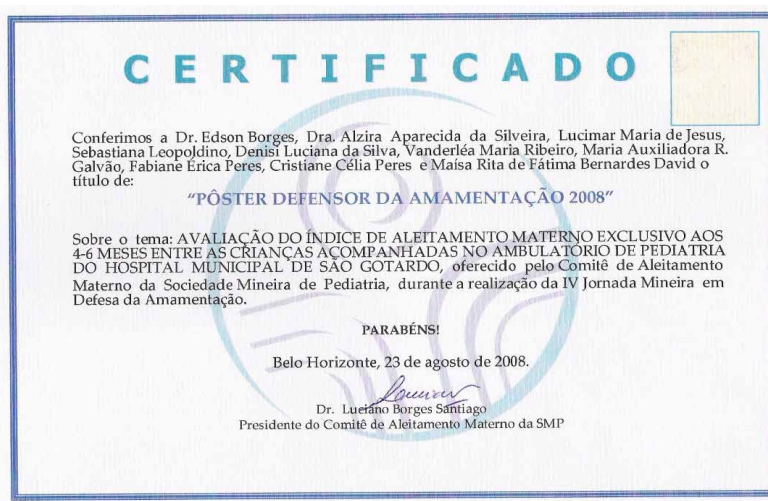 CERTIFICADO
Conferimos a Dr. Edson Borges, Dra. Alzira Aparecida da Silveira, Lucimar Maria de Jesus,
Sebastiana Leopoldino, Denisi Luciana da Silva, Vanderléa Maria Ribeiro, Maria Auxiliadora R.
Galvão, Fabiane Érica Peres, Cristiane Célia Peres e Maísa Rita de Fátima Bernardes David o
título de:
“PÔSTER DEFENSOR DA AMAMENTAÇÃO 2008”
Sobre o tema: AVALIAÇÃO DO ÍNDICE DE ALEITAMENTO MATERNO EXCLUSIVO AOS
4-6 MESES ENTRE AS CRIANÇAS ACOMPANHADAS NO AMBULATÓRIO DE PEDIATRIA
DO HOSPITAL MUNICIPAL DE SÃO GOTARDO, oferecido pelo Comitê de Aleitamento
Materno da Sociedade Mineira de Pediatria, durante a realização da IV Jornada Mineira em
Defesa da Amamentação.
PARABÉNS!
Belo Horizonte, 23 de agosto de 2008.
Dr. Luciano Borges Santiago
Presidente do Comitê de Aleitamento Materno da SMP